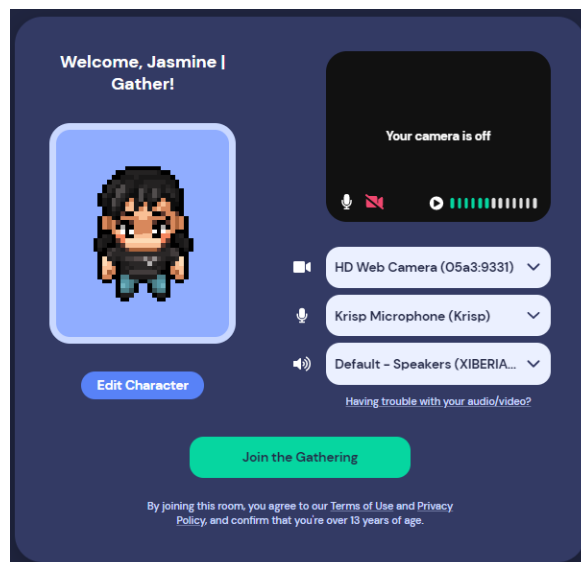 Welcome, Jasmine |
Gather!
Your camera is off
HD Web Camera (05a3:9331)
Krisp Microphone (Krisp)
Default - Speakers (XIBERIA...
Having trouble with your audio/video?
Edit Character
Join the Gathering
By joining this room, you agree to our Terms of Use and Privacy
Policy, and confirm that you're over 13 years of age.